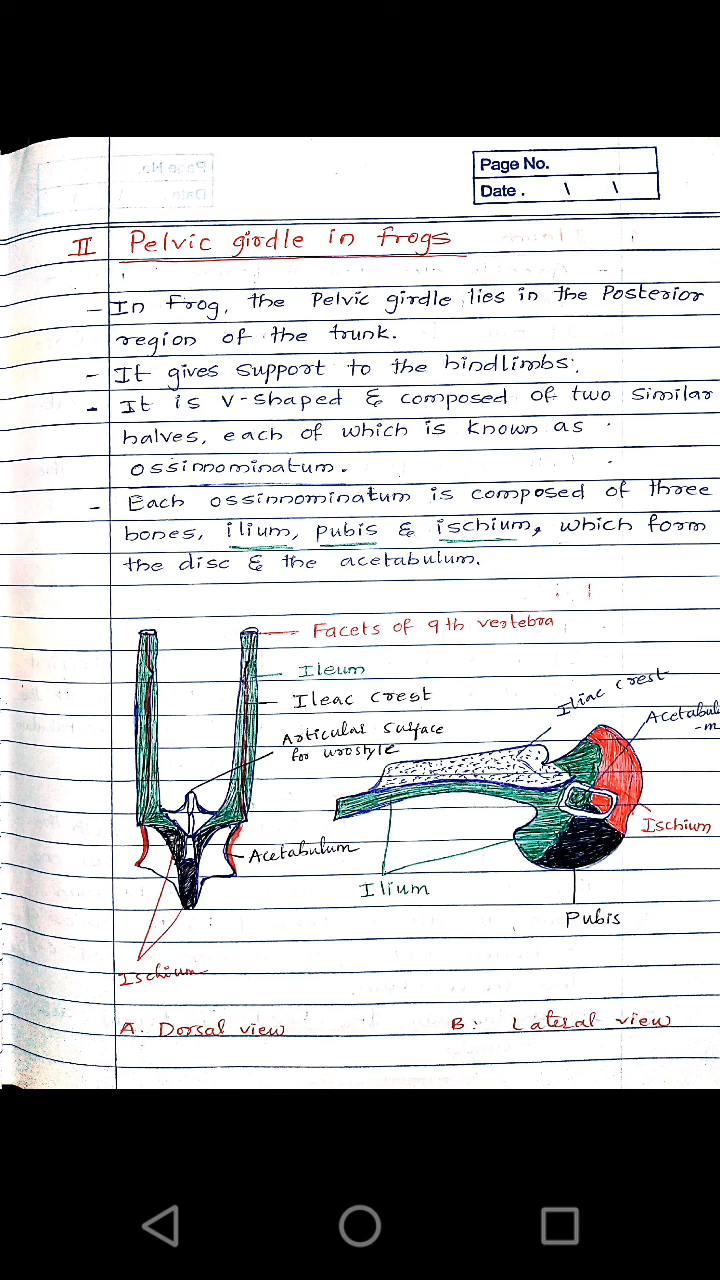 Page No.
Date . \ \
II Pelvic girdle in frogs
- In Frog, the Pelvic girdle lies in the Posterior
region of the trunk.
- It gives support to the hindlimbs.
- It is V-shaped & composed of two similar
halves, each of which is known as
ossinnominatum.
- Each ossinnominatum is composed of three
bones, ilium, pubis & ischium, which form
the disc & the acetabulum.
Facets of 9th vertebra
Ileum
Ileac crest
Articular surface
for urostyle
Acetabulum
Ischium
A. Dorsal view
Iliac crest
Acetabul
-m
Ischium
Ilium
Pubis
B. Lateral view